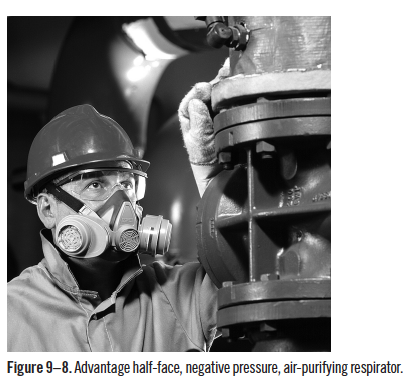 Figure 9–8. Advantage half-face, negative pressure, air-purifying respirator.